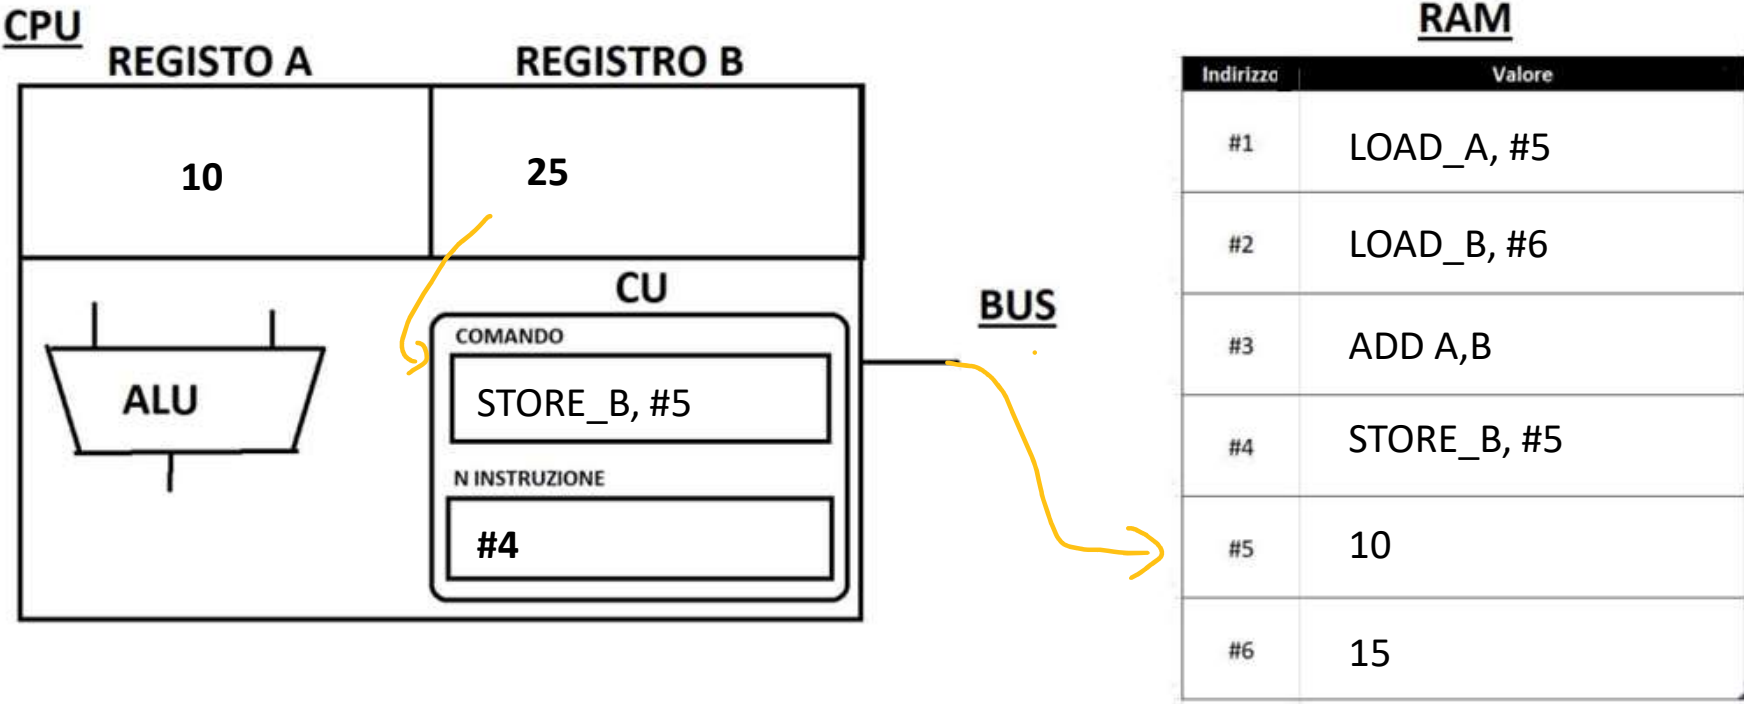 CPU
REGISTO A
REGISTRO B
10
25
ALU
CU
COMANDO
STORE_B, #5
N INSTRUZIONE
#4
BUS
RAM
Indirizzo Valore
#1 LOAD_A, #5
#2 LOAD_B, #6
#3 ADD A,B
#4 STORE_B, #5
#5 10
#6 15